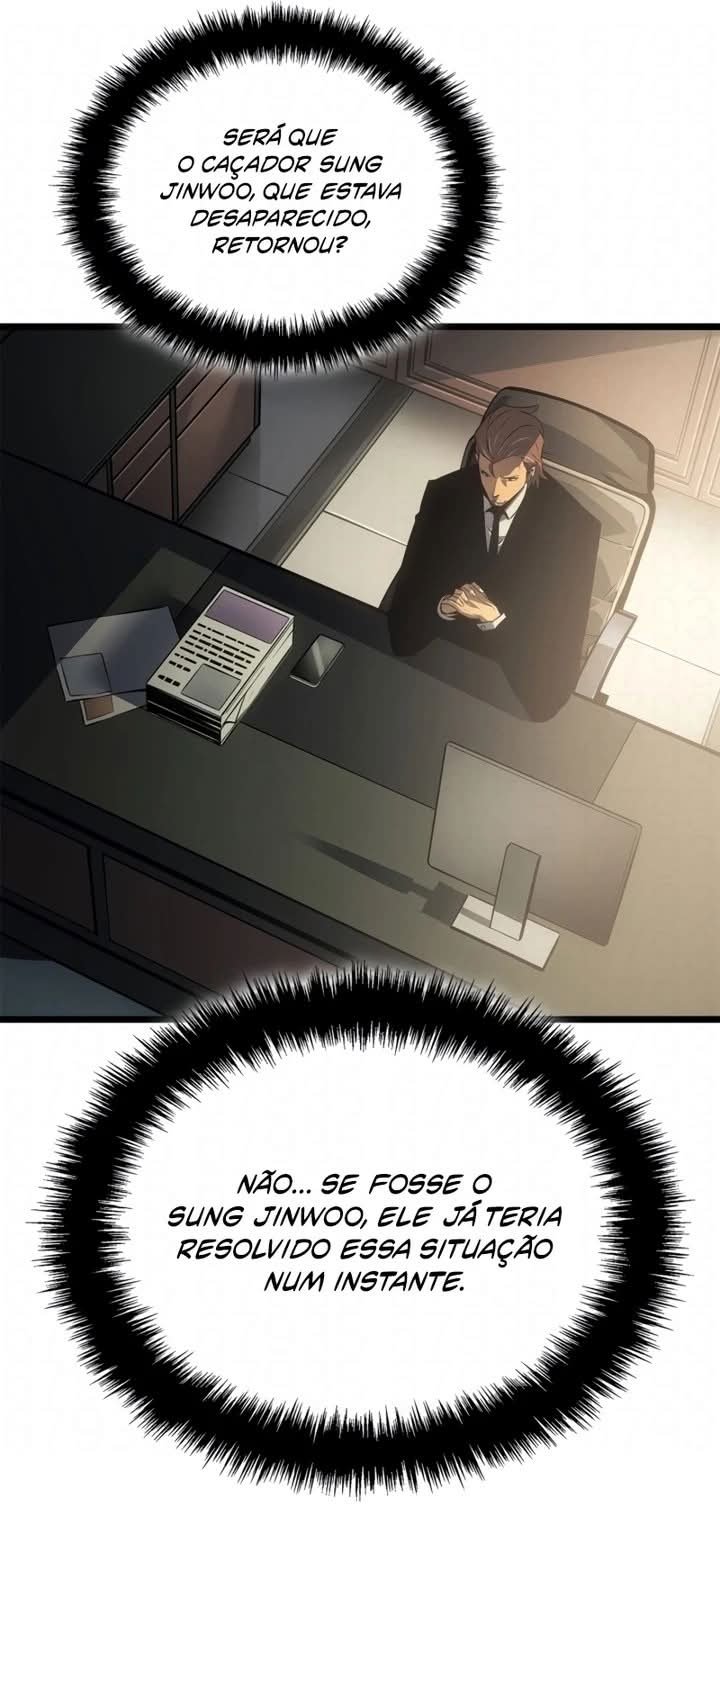 SERÁ QUE
O CAÇADOR SUNG
JINWOO, QUE ESTAVA
DESAPARECIDO,
RETORNOU?
NÃO... SE FOSSE O
SUNG JINWOO, ELE JÁ TERIA
RESOLVIDO ESSA SITUAÇÃO
NUM INSTANTE.